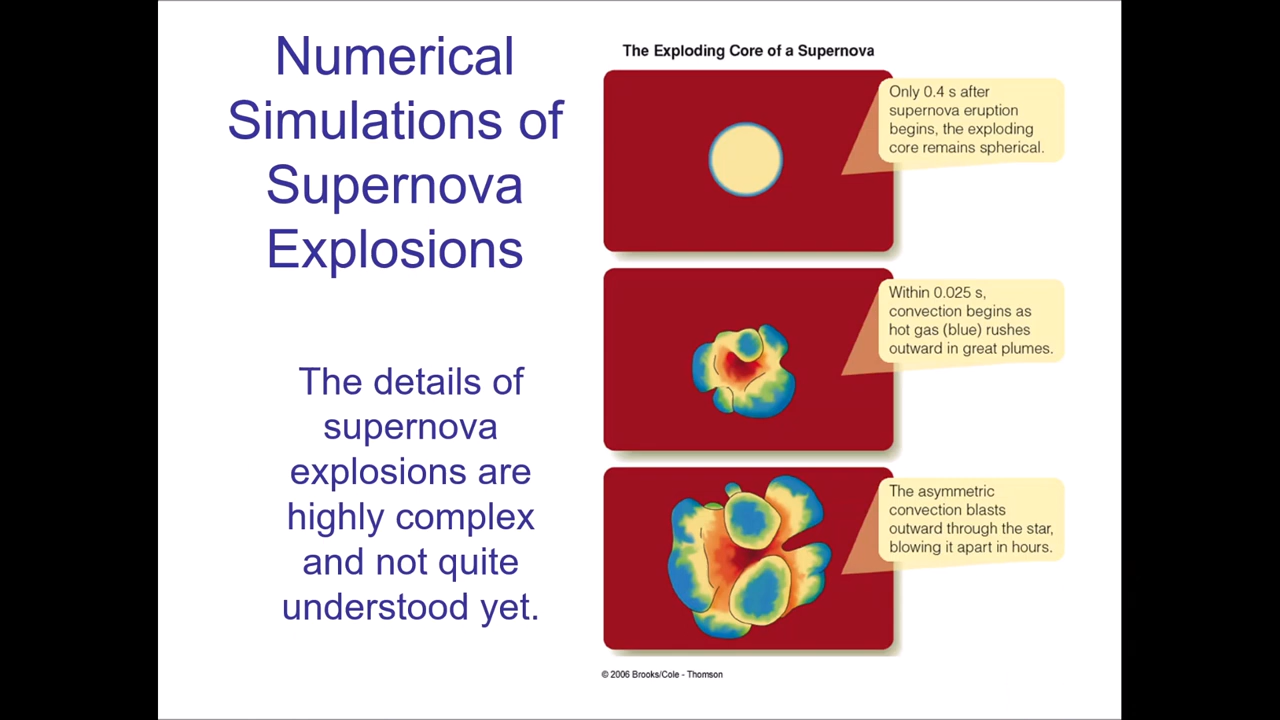 Numerical
Simulations of
Supernova
Explosions
The details of
supernova
explosions are
highly complex
and not quite
understood yet.
The Exploding Core of a Supernova
Only 0.4 s after
supernova eruption
begins, the exploding
core remains spherical.
Within 0.025 s,
convection begins as
hot gas (blue) rushes
outward in great plumes.
The asymmetric
convection blasts
outward through the star,
blowing it apart in hours.
© 2006 Brooks/Cole - Thomson